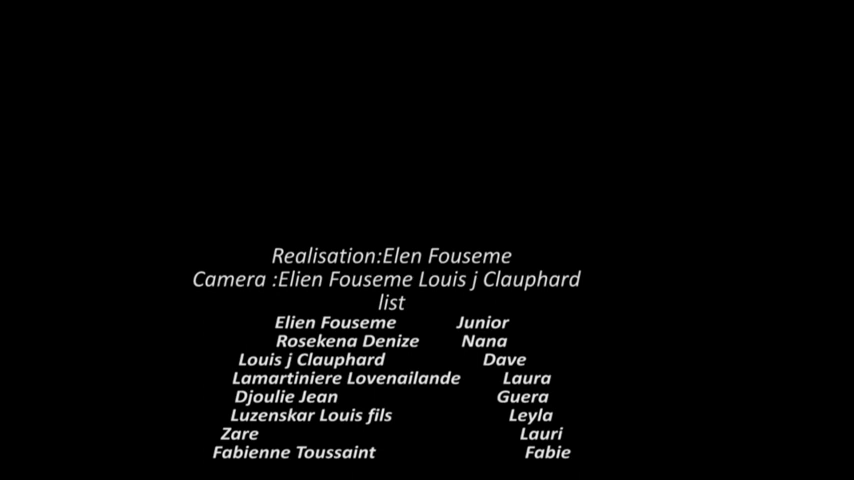 Realisation:Elen Fouseme
Camera :Elien Fouseme Louis j Clauphard
list
Elien Fouseme Junior
Rosekena Denize Nana
Louis j Clauphard Dave
Lamartiniere Lovenailande Laura
Djoulie Jean Guera
Luzenskar Louis fils Leyla
Zare Lauri
Fabienne Toussaint Fabie